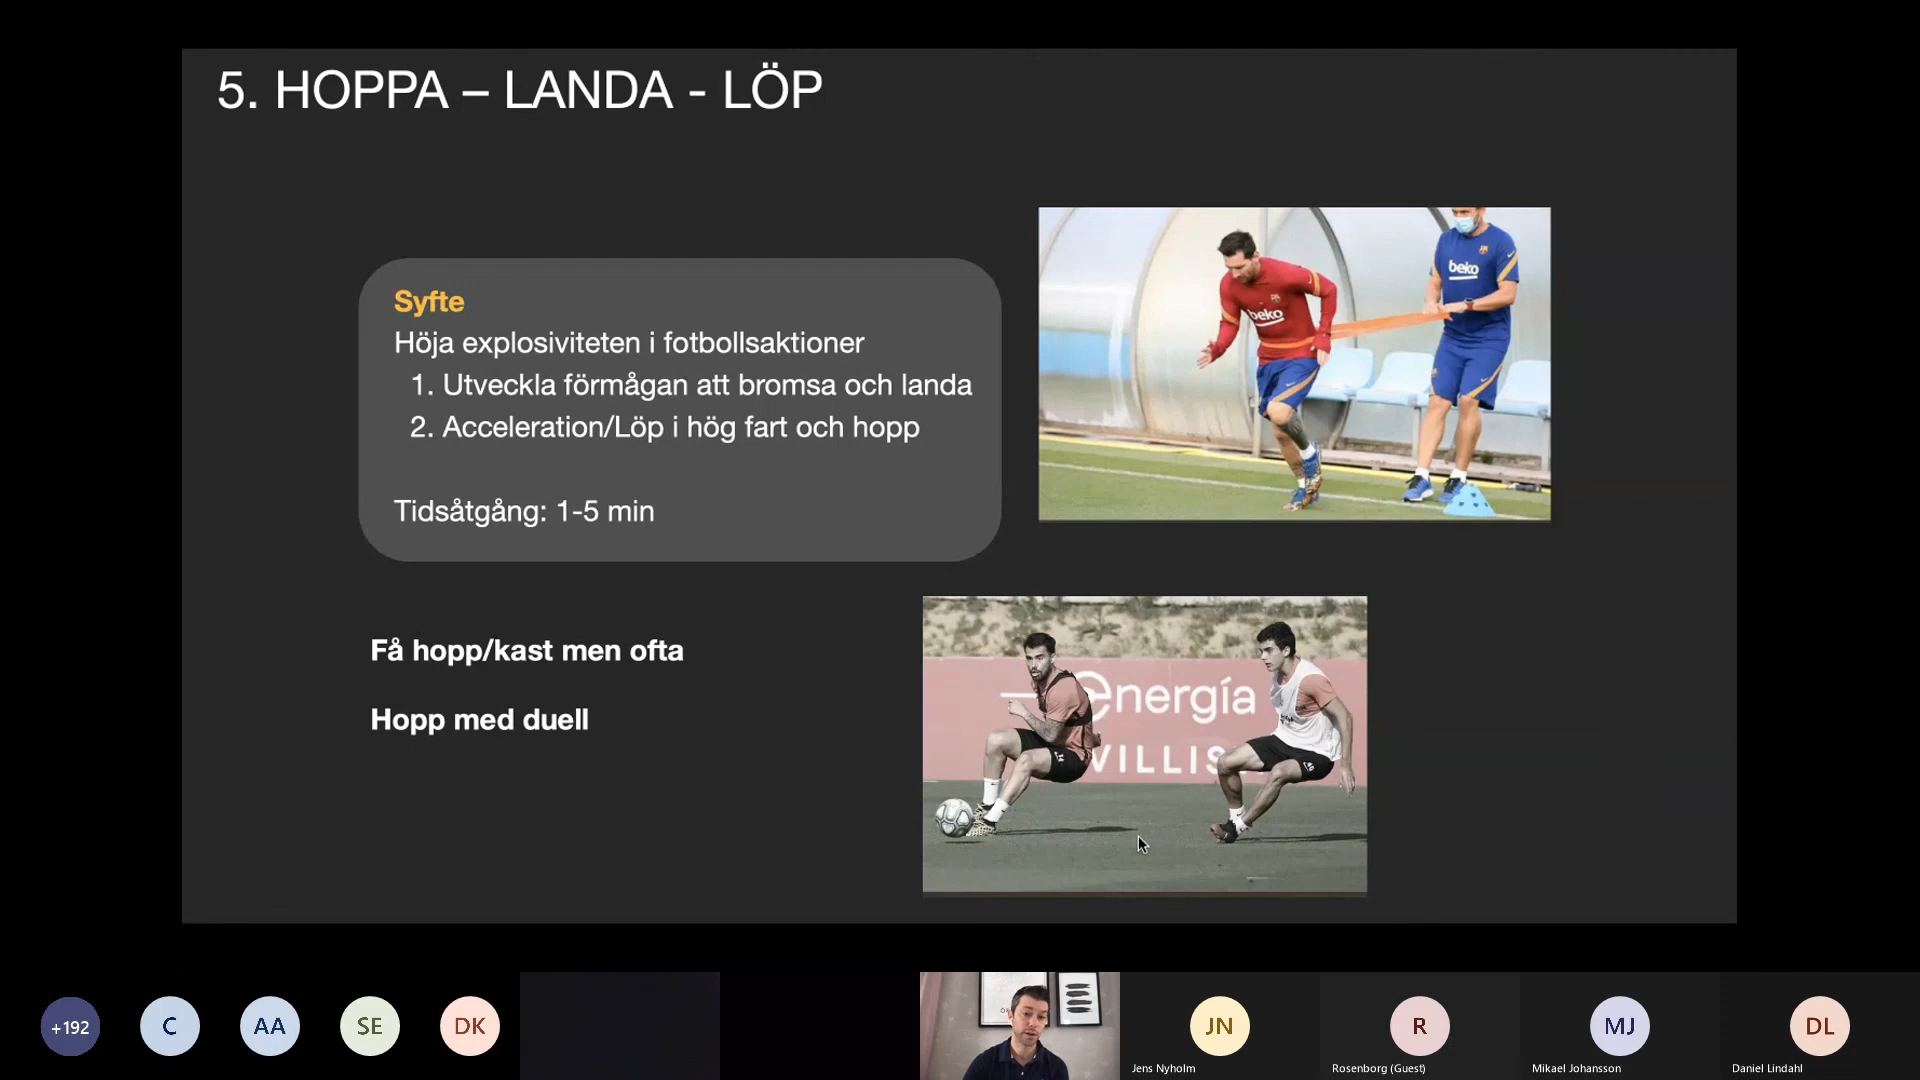 5. HOPPA – LANDA - LÖP
Syfte
Höja explosiviteten i fotbollsaktioner
1. Utveckla förmågan att bromsa och landa
2. Acceleration/Löp i hög fart och hopp
Tidsåtgång: 1-5 min
Få hopp/kast men ofta
Hopp med duell
beko
beko
energía
VILLIS
+192
C
AA
SE
DK
JN
Jens Nyholm
R
Rosenborg (Guest)
MJ
Mikael Johansson
DL
Daniel Lindahl